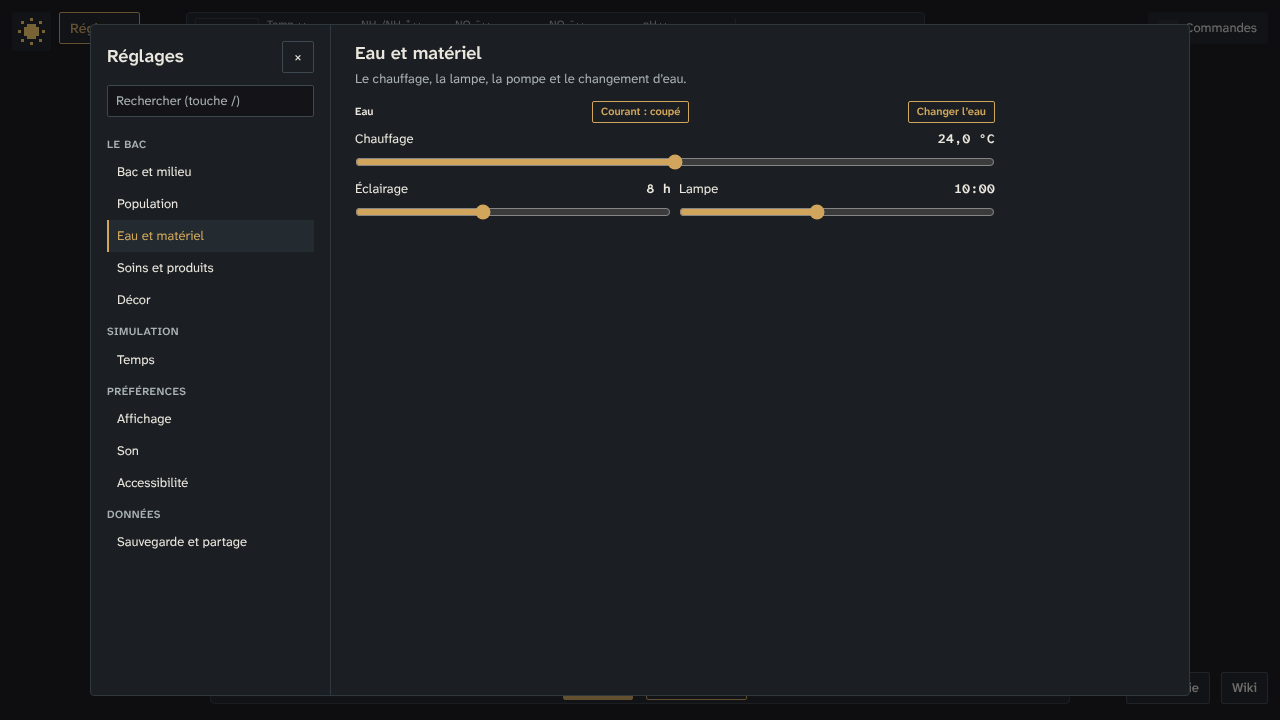 Réglages
×
Rechercher (touche /)
LE BAC
Bac et milieu
Population
Eau et matériel
Soins et produits
Décor
SIMULATION
Temps
PRÉFÉRENCES
Affichage
Son
Accessibilité
DONNÉES
Sauvegarde et partage
Eau et matériel
Le chauffage, la lampe, la pompe et le changement d'eau.
Eau
Courant : coupé
Changer l'eau
Chauffage
24,0 °C
Éclairage
8 h
Lampe
10:00
Commandes
Wiki